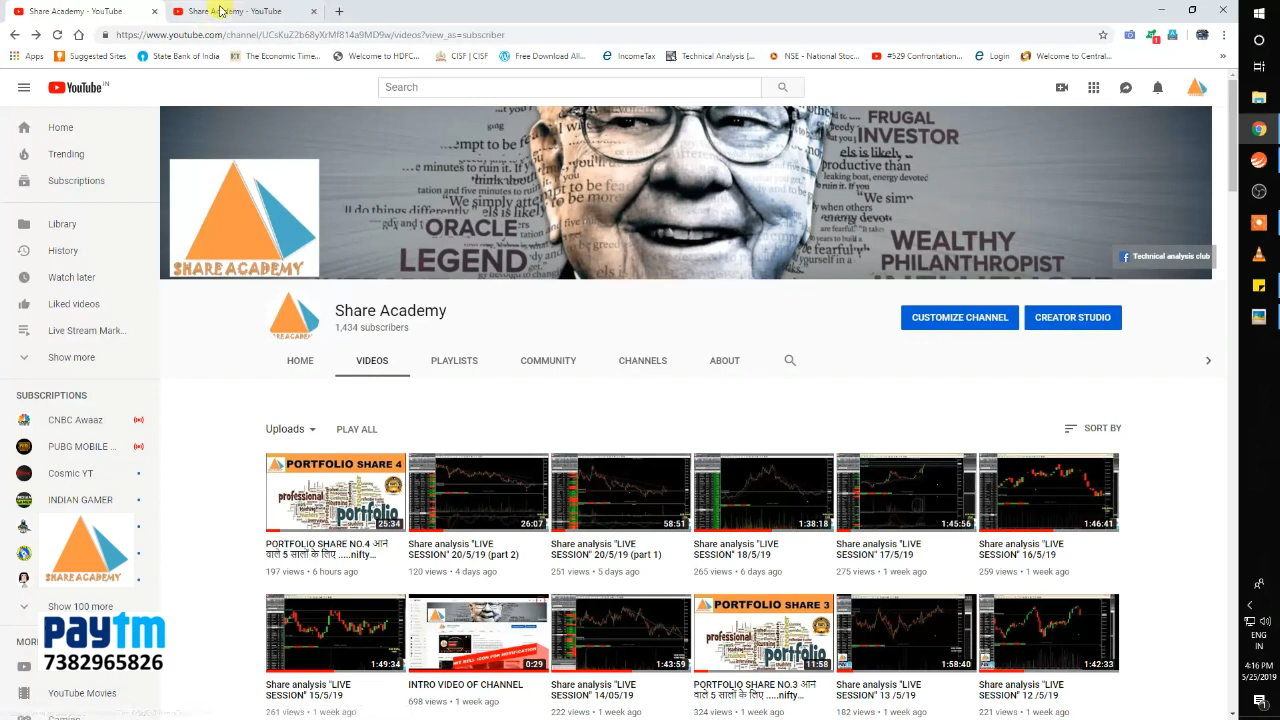 Share Academy - YouTube
Share Academy - YouTube
https://www.youtube.com/channel/UCsKuZ2b68yXrMf814a9MD9w/videos?view_as=subscriber
Apps
Suggested Sites
State Bank of India
The Economic Time...
Welcome to HDFC...
CISF | CISF
Free Download All...
IncomeTax
Technical Analysis [...
NSE - National Stoc...
#529 Confrontation...
Login
Welcome to Central...
YouTube IN
Search
Home
Trending
Subscriptions
Library
History
Watch later
Liked videos
Live Stream Mark...
Show more
SUBSCRIPTIONS
CNBC Awaaz
PUBG MOBILE ...
Cosmic YT
INDIAN GAMER
SHARE ACADEMY
Show 100 more
paytm
7382965826
YouTube Movies
SHARE ACADEMY
ORACLE
LEGEND
FRUGAL
INVESTOR
WEALTHY
PHILANTHROPIST
Technical analysis club
Share Academy
1,434 subscribers
CUSTOMIZE CHANNEL
CREATOR STUDIO
HOME
VIDEOS
PLAYLISTS
COMMUNITY
CHANNELS
ABOUT
Uploads
PLAY ALL
SORT BY
PORTFOLIO SHARE 4
professional
portfolio
25:34
26:07
58:51
1:38:18
1:45:56
1:46:41
PORTFOLIO SHARE NO.4 आने
वाले 5 सालों के लिए .....nifty...
197 views • 6 hours ago
Share analysis "LIVE
SESSION" 20/5/19 (part 2)
120 views • 4 days ago
Share analysis "LIVE
SESSION" 20/5/19 (part 1)
251 views • 5 days ago
Share analysis "LIVE
SESSION" 18/5/19
265 views • 6 days ago
Share analysis "LIVE
SESSION" 17/5/19
275 views • 1 week ago
Share analysis "LIVE
SESSION" 16/5/19
259 views • 1 week ago
PORTFOLIO SHARE 3
professional
portfolio
1:49:34
0:29
1:58:40
1:42:33
Share analysis "LIVE
SESSION" 15/5/19
261 views • 1 week ago
INTRO VIDEO OF CHANNEL
698 views • 1 week ago
Share analysis "LIVE
SESSION" 14/05/19
222 views • 1 week ago
PORTFOLIO SHARE NO.3 आने
वाले 5 सालों के लिए .....nifty...
324 views • 1 week ago
Share analysis "LIVE
SESSION" 13 /5/19
182 views • 1 week ago
Share analysis "LIVE
SESSION" 12 /5/19
221 views • 1 week ago
ENG
IN
4:16 PM
5/25/2019